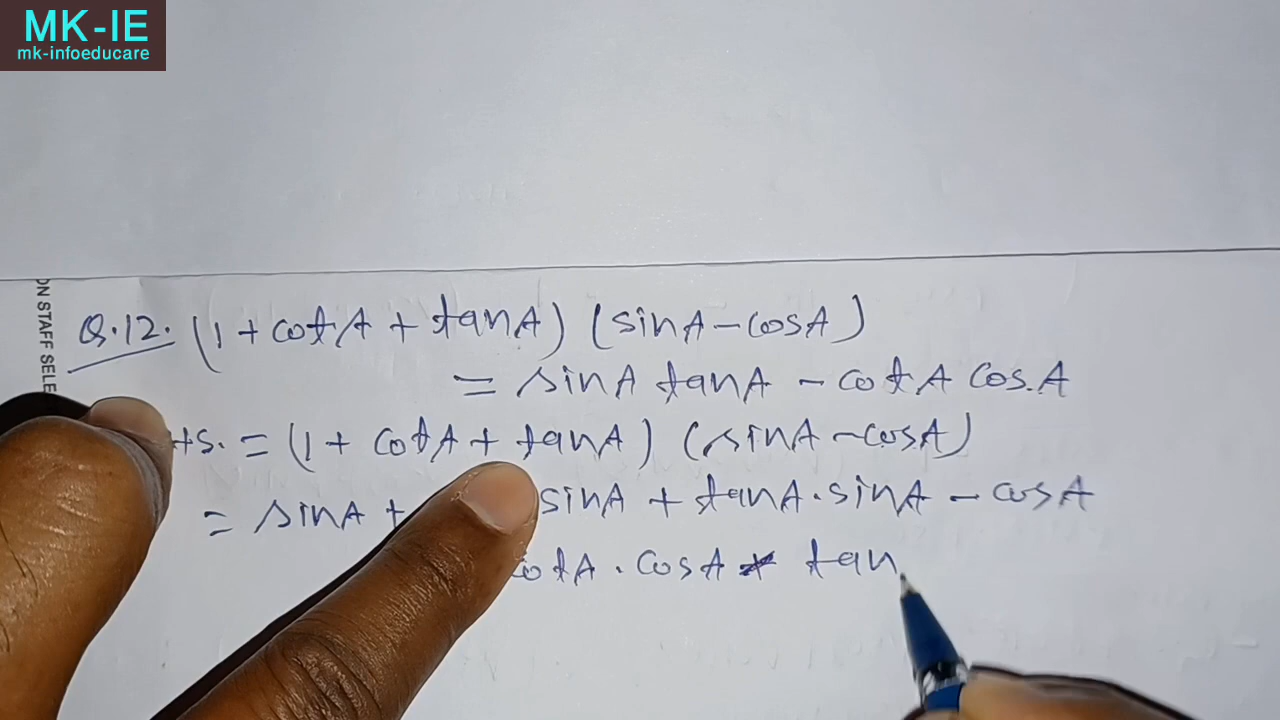 MK-IE
mk-infoeducare
ON STAFF SELE
Q.12. (1 + cotA + tanA) (sinA - cosA)
= sinA tanA - cotA cos.A
HS. = (1 + cotA + tanA) (sinA - cosA)
= sinA + sinA + tanA.sinA - cosA
cotA . cosA tan